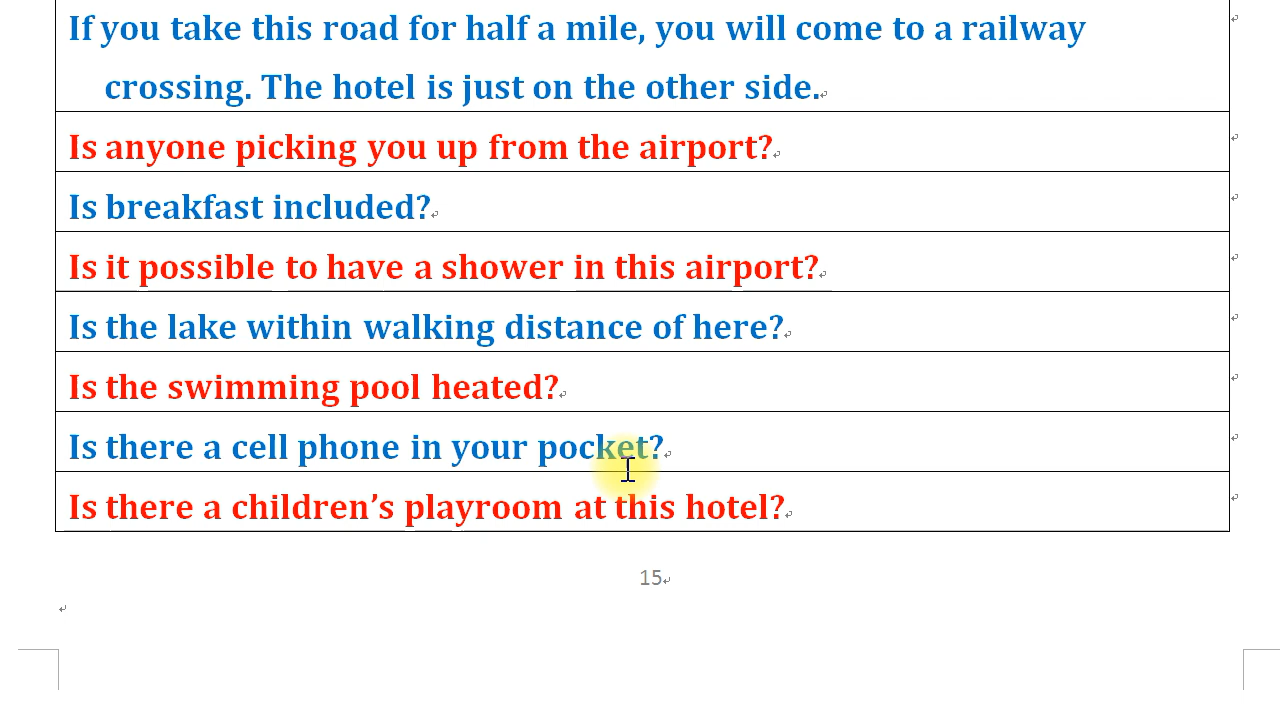 If you take this road for half a mile, you will come to a railway
crossing. The hotel is just on the other side.
Is anyone picking you up from the airport?
Is breakfast included?
Is it possible to have a shower in this airport?
Is the lake within walking distance of here?
Is the swimming pool heated?
Is there a cell phone in your pocket?
Is there a children’s playroom at this hotel?
15